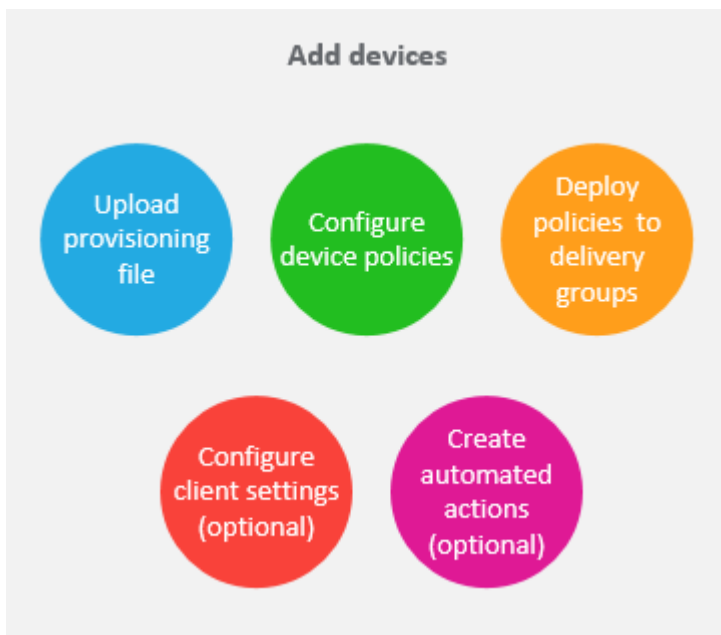 Add devices
Upload
provisioning
file
Configure
device policies
Deploy
policies to
delivery
groups
Configure
client settings
(optional)
Create
automated
actions
(optional)